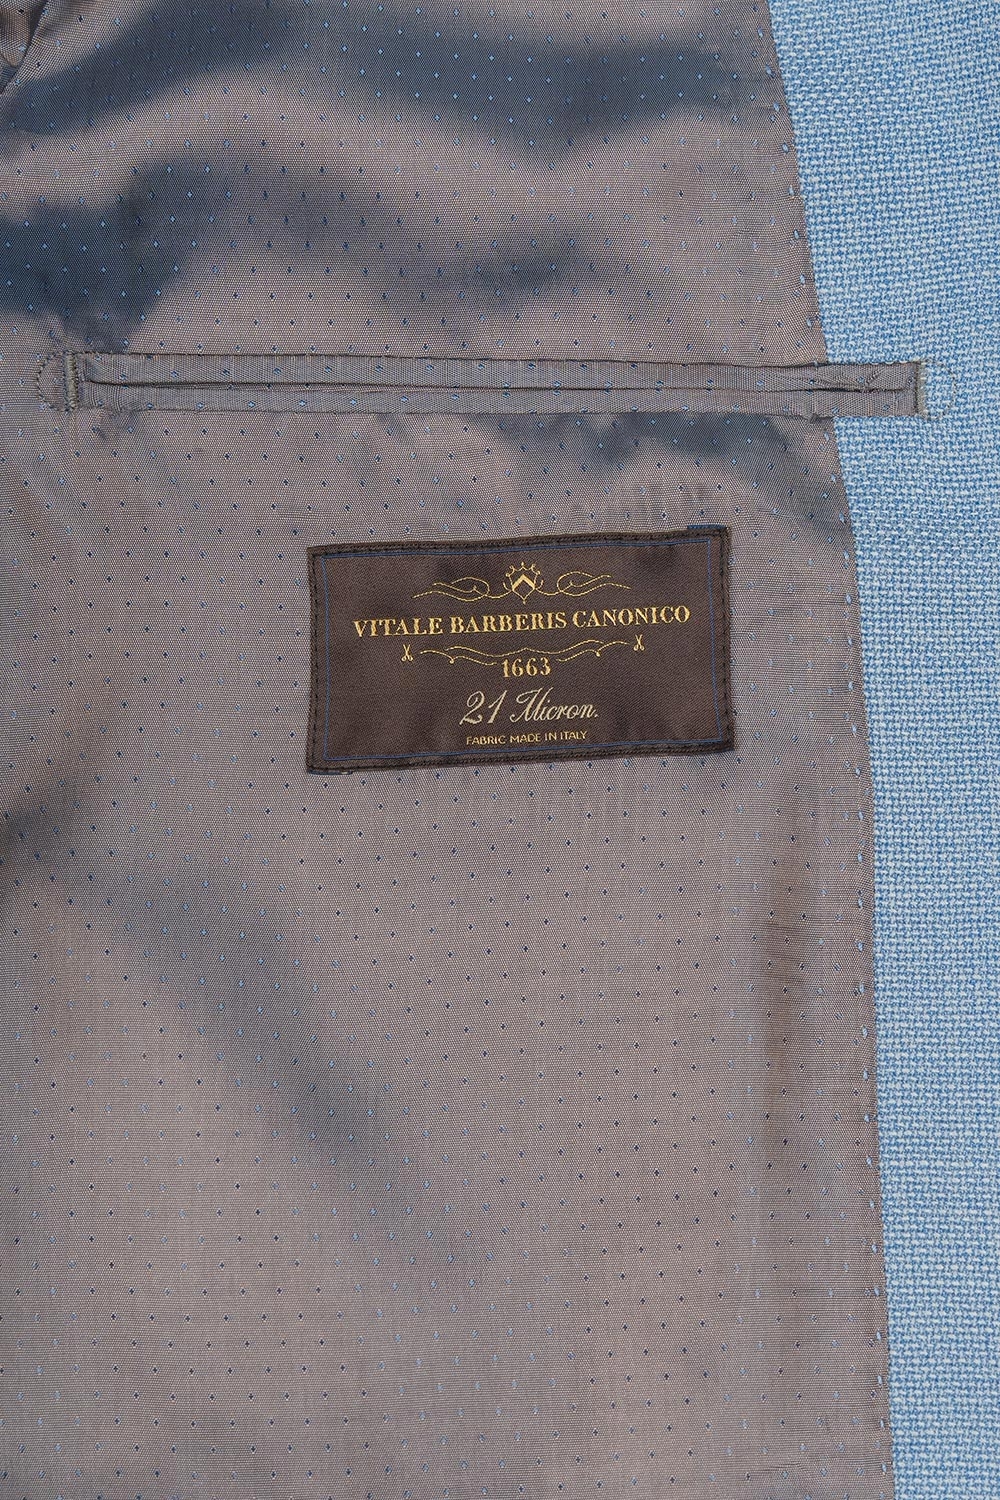 VITALE BARBERIS CANONICO
1663
21 Micron.
FABRIC MADE IN ITALY